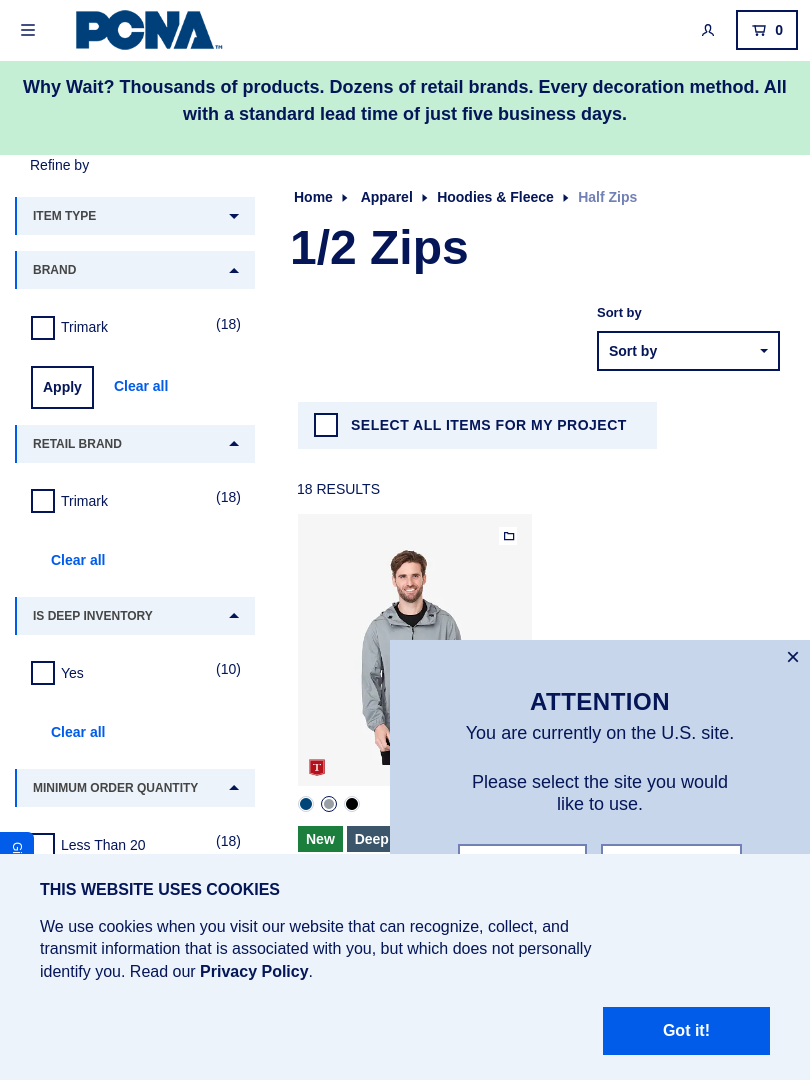 PCNA™
0
Why Wait? Thousands of products. Dozens of retail brands. Every decoration method. All
with a standard lead time of just five business days.
Refine by
ITEM TYPE
BRAND
Trimark
(18)
Apply
Clear all
RETAIL BRAND
Trimark
(18)
Clear all
IS DEEP INVENTORY
Yes
(10)
Clear all
MINIMUM ORDER QUANTITY
Less Than 20
(18)
Home
Apparel
Hoodies & Fleece
Half Zips
1/2 Zips
Sort by
Sort by
SELECT ALL ITEMS FOR MY PROJECT
18 RESULTS
T
New
Deep
×
ATTENTION
You are currently on the U.S. site.
Please select the site you would
like to use.
THIS WEBSITE USES COOKIES
We use cookies when you visit our website that can recognize, collect, and
transmit information that is associated with you, but which does not personally
identify you. Read our Privacy Policy.
Got it!